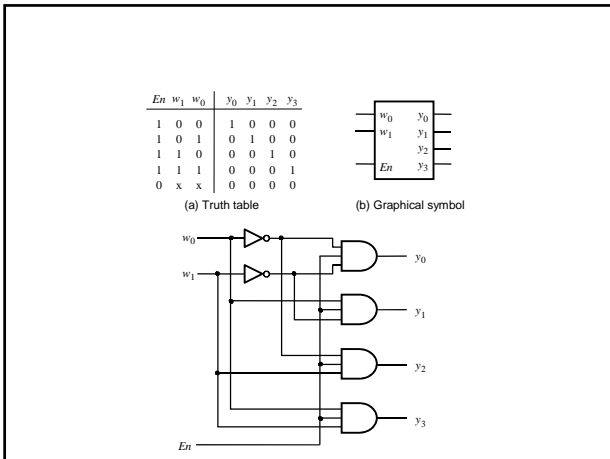 En w1 w0 y0 y1 y2 y3
1 0 0 1 0 0 0
1 0 1 0 1 0 0
1 1 0 0 0 1 0
1 1 1 0 0 0 1
0 x x 0 0 0 0
(a) Truth table
w0 y0
w1 y1
y2
En y3
(b) Graphical symbol
w0
y0
w1
y1
y2
y3
En